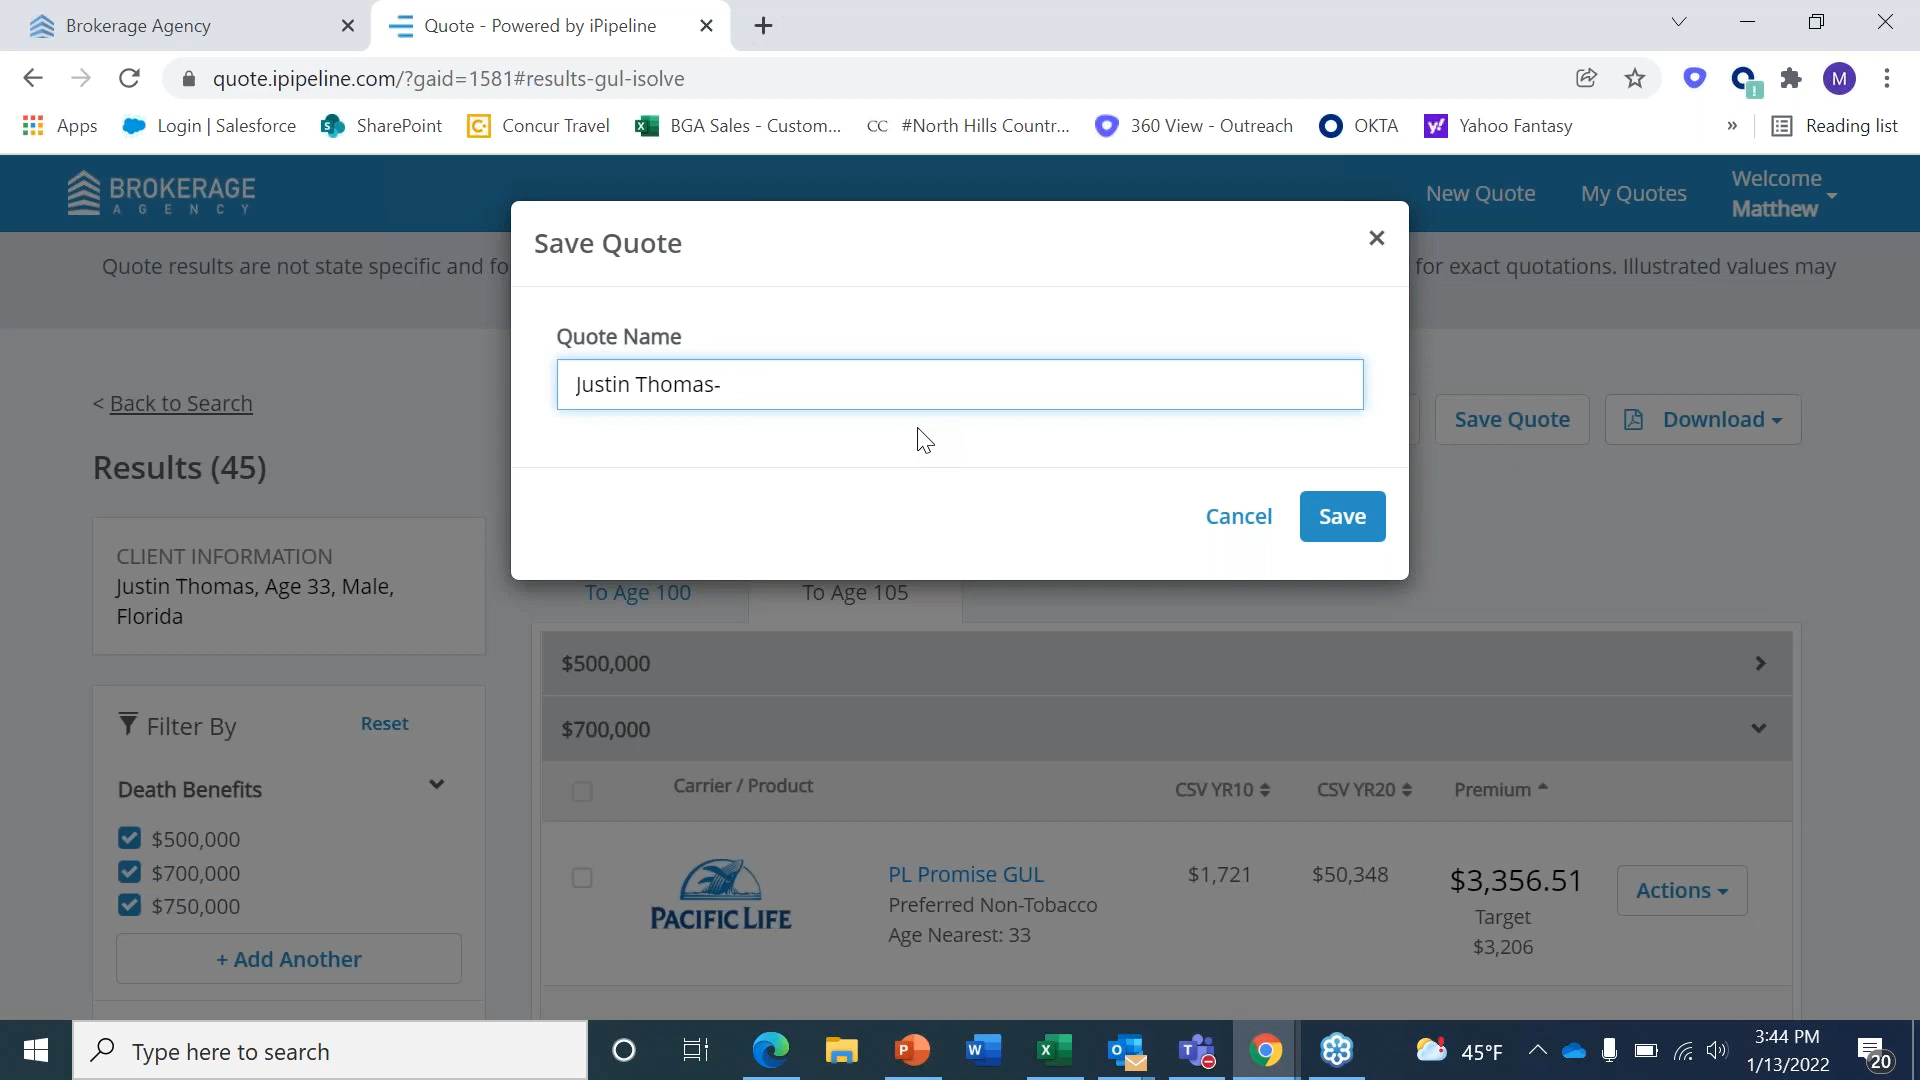 Brokerage Agency
Quote - Powered by iPipeline
quote.ipipeline.com/?gaid=1581#results-gul-isolve
M
Apps
Login | Salesforce
SharePoint
Concur Travel
BGA Sales - Custom...
CC #North Hills Countr...
360 View - Outreach
OKTA
Yahoo Fantasy
»
Reading list
BROKERAGE
AGENCY
New Quote
My Quotes
Welcome
Matthew
Quote results are not state specific and fo
for exact quotations. Illustrated values may
Save Quote
×
Quote Name
Justin Thomas-
Cancel
Save
< Back to Search
Save Quote
Download
Results (45)
CLIENT INFORMATION
Justin Thomas, Age 33, Male,
Florida
To Age 100
To Age 105
$500,000
$700,000
Filter By
Reset
Death Benefits
$500,000
$700,000
$750,000
+ Add Another
Carrier / Product
CSV YR10
CSV YR20
Premium
PACIFIC LIFE
PL Promise GUL
Preferred Non-Tobacco
Age Nearest: 33
$1,721
$50,348
$3,356.51
Target
$3,206
Actions
Type here to search
45°F
3:44 PM
1/13/2022
20